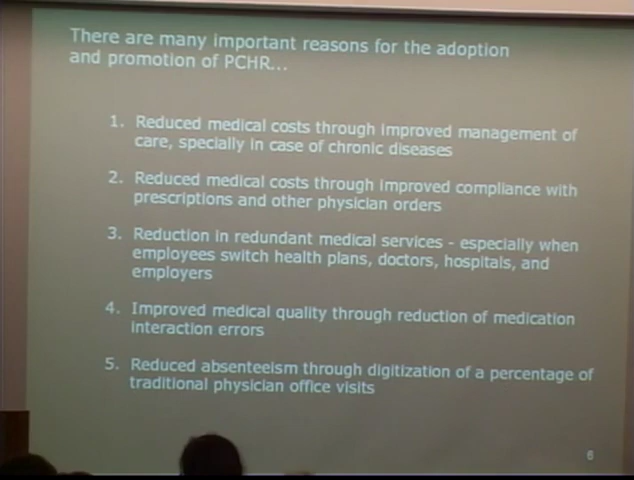 There are many important reasons for the adoption
and promotion of PCHR...
1. Reduced medical costs through improved management of
care, specially in case of chronic diseases
2. Reduced medical costs through improved compliance with
prescriptions and other physician orders
3. Reduction in redundant medical services - especially when
employees switch health plans, doctors, hospitals, and
employers
4. Improved medical quality through reduction of medication
interaction errors
5. Reduced absenteeism through digitization of a percentage of
traditional physician office visits
6